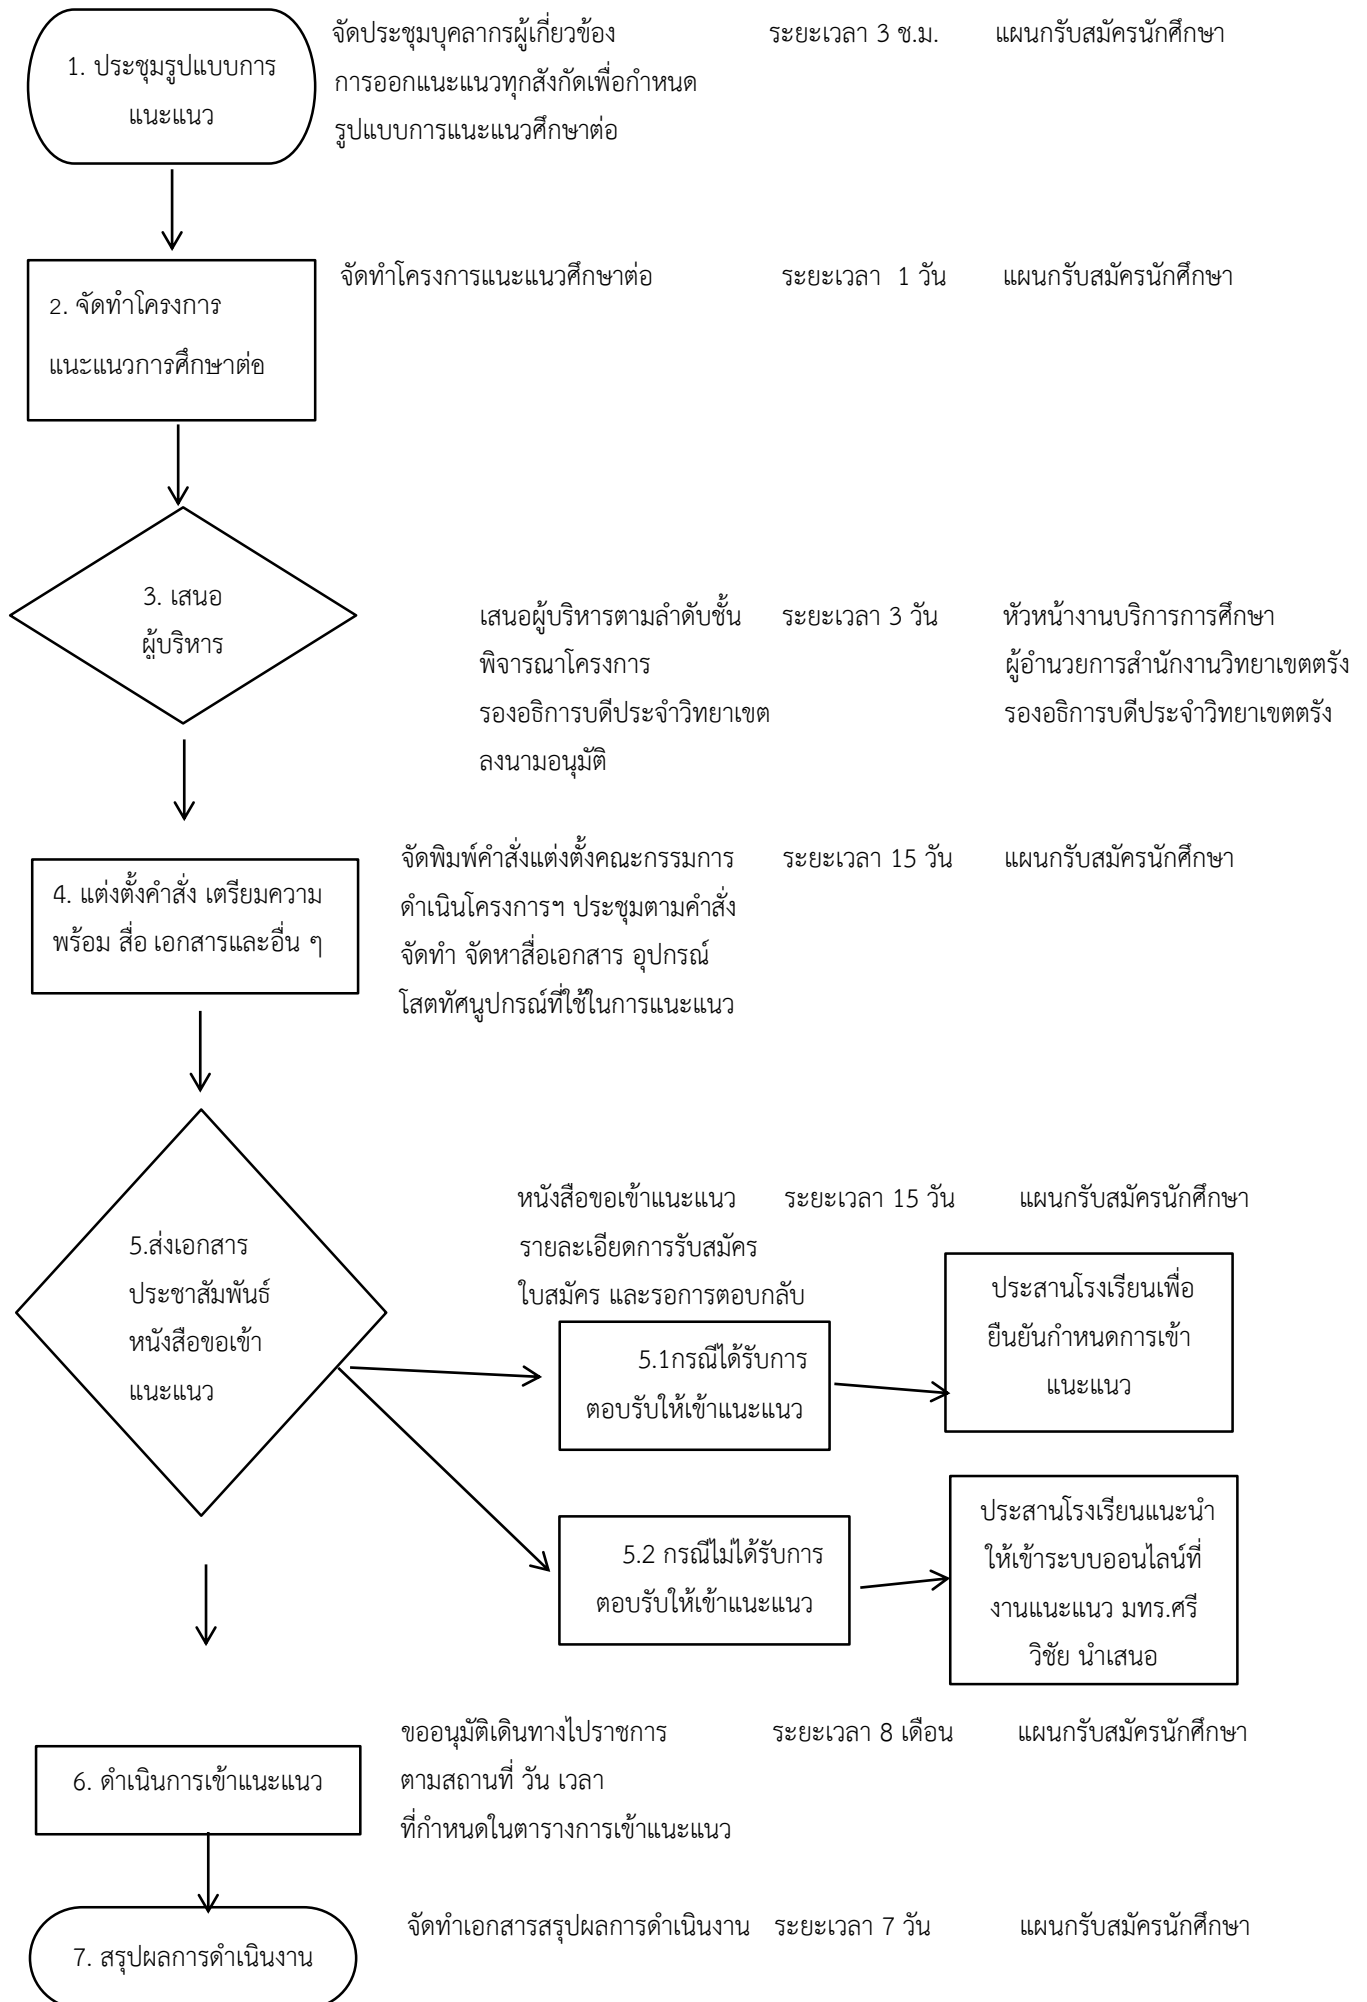 1. ประชุมรูปแบบการ
แนะแนว
จัดประชุมบุคลากรผู้เกี่ยวข้อง
การออกแนะแนวทุกสังกัดเพื่อกำหนด
รูปแบบการแนะแนวศึกษาต่อ
ระยะเวลา 3 ช.ม.
แผนกรับสมัครนักศึกษา
2. จัดทำโครงการ
แนะแนวการศึกษาต่อ
จัดทำโครงการแนะแนวศึกษาต่อ
ระยะเวลา 1 วัน
แผนกรับสมัครนักศึกษา
3. เสนอ
ผู้บริหาร
เสนอผู้บริหารตามลำดับชั้น
พิจารณาโครงการ
รองอธิการบดีประจำวิทยาเขต
ลงนามอนุมัติ
ระยะเวลา 3 วัน
หัวหน้างานบริการการศึกษา
ผู้อำนวยการสำนักงานวิทยาเขตตรัง
รองอธิการบดีประจำวิทยาเขตตรัง
4. แต่งตั้งคำสั่ง เตรียมความ
พร้อม สื่อ เอกสารและอื่น ๆ
จัดพิมพ์คำสั่งแต่งตั้งคณะกรรมการ
ดำเนินโครงการฯ ประชุมตามคำสั่ง
จัดทำ จัดหาสื่อเอกสาร อุปกรณ์
โสตทัศนูปกรณ์ที่ใช้ในการแนะแนว
ระยะเวลา 15 วัน
แผนกรับสมัครนักศึกษา
5.ส่งเอกสาร
ประชาสัมพันธ์
หนังสือขอเข้า
แนะแนว
หนังสือขอเข้าแนะแนว
รายละเอียดการรับสมัคร
ใบสมัคร และรอการตอบกลับ
ระยะเวลา 15 วัน
แผนกรับสมัครนักศึกษา
5.1กรณีได้รับการ
ตอบรับให้เข้าแนะแนว
ประสานโรงเรียนเพื่อ
ยืนยันกำหนดการเข้า
แนะแนว
5.2 กรณีไม่ได้รับการ
ตอบรับให้เข้าแนะแนว
ประสานโรงเรียนแนะนำ
ให้เข้าระบบออนไลน์ที่
งานแนะแนว มทร.ศรี
วิชัย นำเสนอ
6. ดำเนินการเข้าแนะแนว
ขออนุมัติเดินทางไปราชการ
ตามสถานที่ วัน เวลา
ที่กำหนดในตารางการเข้าแนะแนว
ระยะเวลา 8 เดือน
แผนกรับสมัครนักศึกษา
7. สรุปผลการดำเนินงาน
จัดทำเอกสารสรุปผลการดำเนินงาน
ระยะเวลา 7 วัน
แผนกรับสมัครนักศึกษา